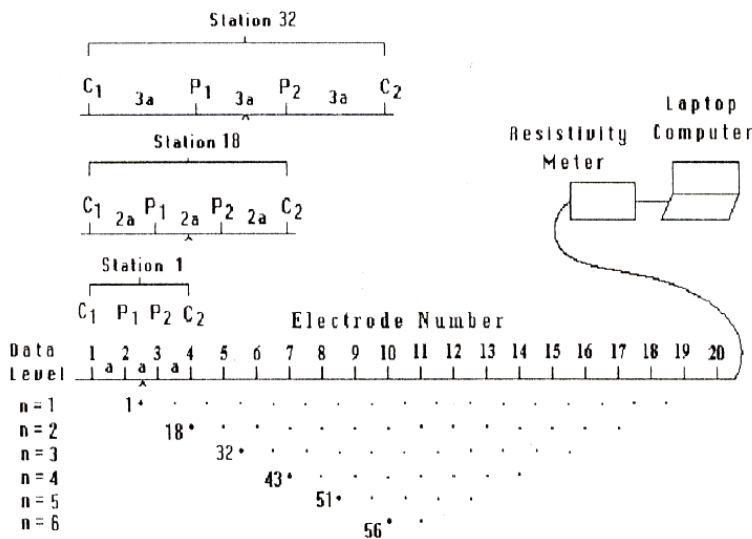 Station 32
C1 3a P1 3a P2 3a C2
Station 18
C1 2a P1 2a P2 2a C2
Station 1
C1 P1 P2 C2
Resistivity
Meter
Laptop
Computer
Electrode Number
Data
Level
1 2 3 4 5 6 7 8 9 10 11 12 13 14 15 16 17 18 19 20
a a a
n = 1 1
n = 2 18
n = 3 32
n = 4 43
n = 5 51
n = 6 56